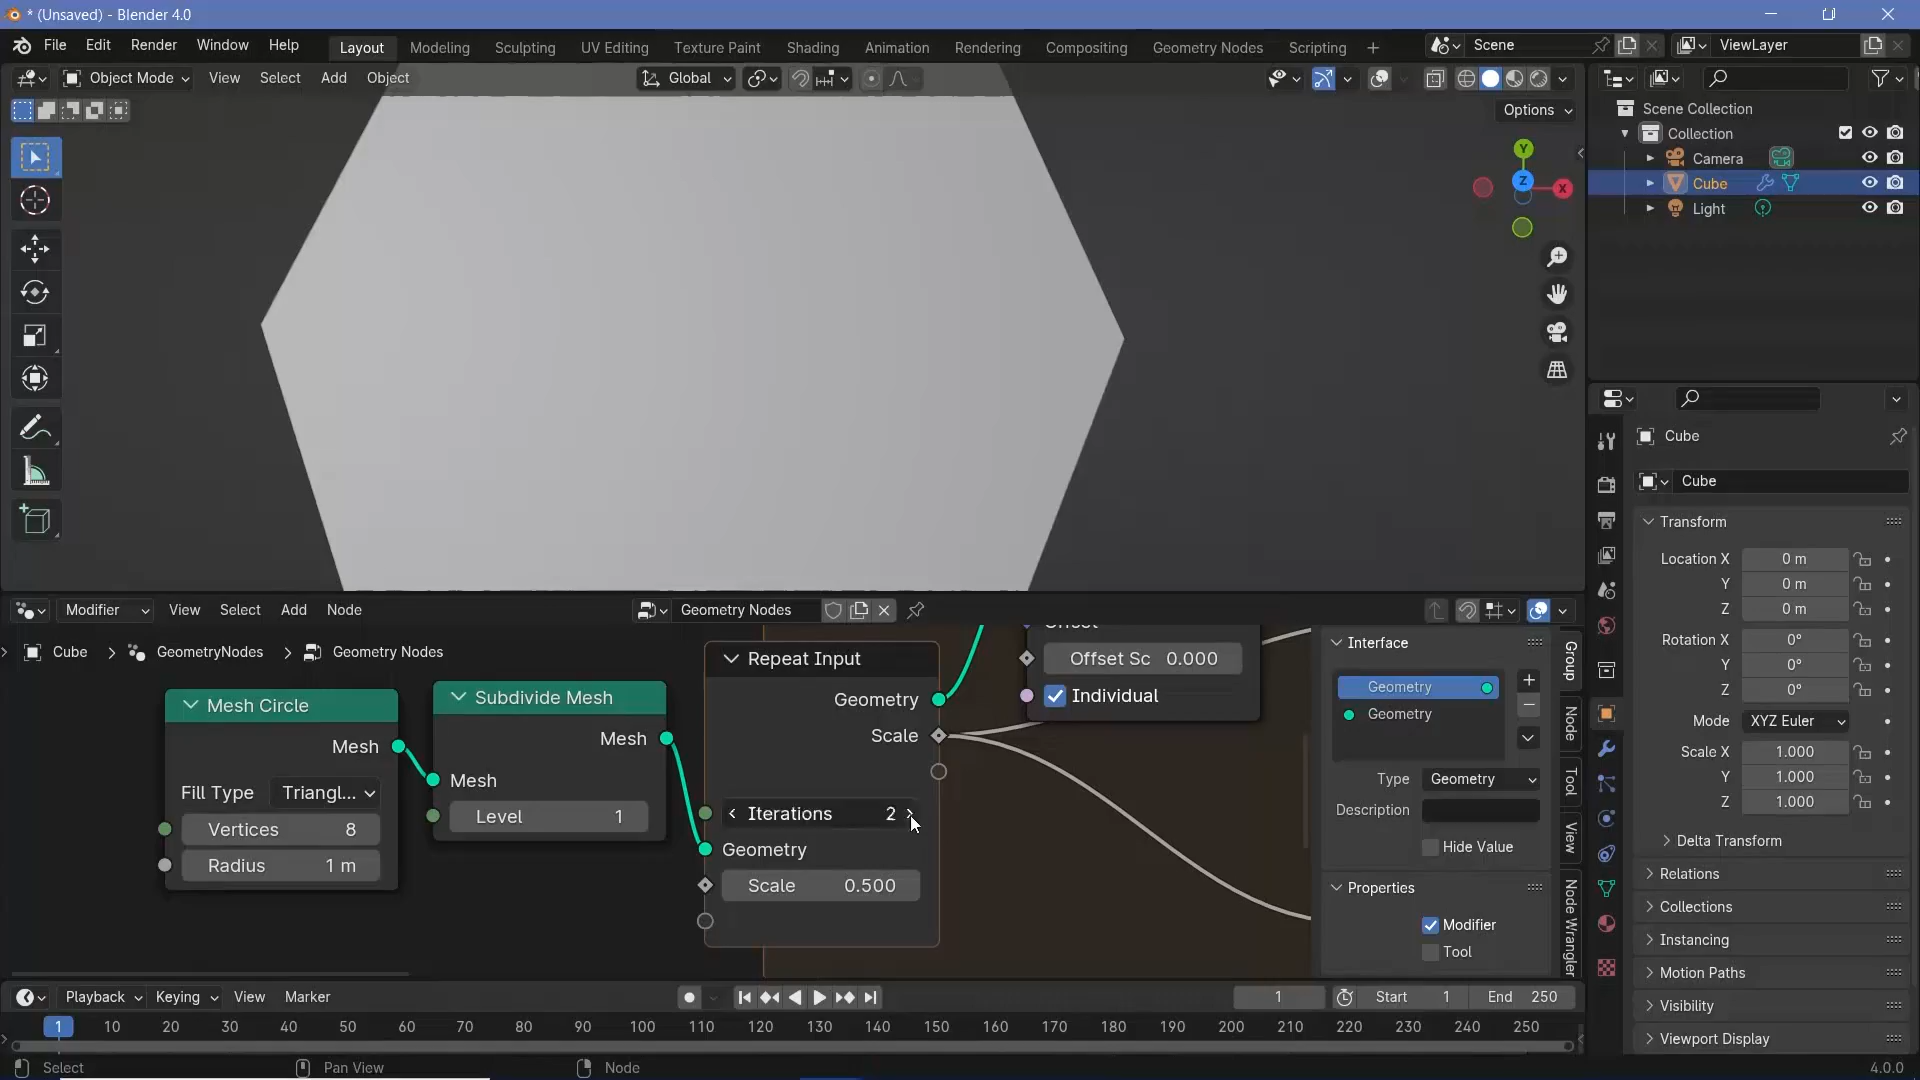 * (Unsaved) - Blender 4.0
File Edit Render Window Help
Layout Modeling Sculpting UV Editing Texture Paint Shading Animation Rendering Compositing Geometry Nodes Scripting +
Scene
ViewLayer
Object Mode View Select Add Object
Global
Options
Y
Z
X
Scene Collection
Collection
Camera
Cube
Light
Cube
Cube
Transform
Location X 0 m
Y 0 m
Z 0 m
Rotation X 0°
Y 0°
Z 0°
Mode XYZ Euler
Scale X 1.000
Y 1.000
Z 1.000
Delta Transform
Relations
Collections
Instancing
Motion Paths
Visibility
Viewport Display
Modifier View Select Add Node
Geometry Nodes
Cube > GeometryNodes > Geometry Nodes
Mesh Circle
Mesh
Fill Type Triangl...
Vertices 8
Radius 1 m
Subdivide Mesh
Mesh
Mesh
Level 1
Repeat Input
Geometry
Scale
Iterations 2
Geometry
Scale 0.500
Offset
Offset Sc 0.000
Individual
Interface
Geometry
Geometry
Type Geometry
Description
Hide Value
Properties
Modifier
Tool
Group
Node
Tool
View
Node Wrangler
Playback Keying View Marker
1
Start 1
End 250
1 10 20 30 40 50 60 70 80 90 100 110 120 130 140 150 160 170 180 190 200 210 220 230 240 250
Select
Pan View
Node
4.0.0